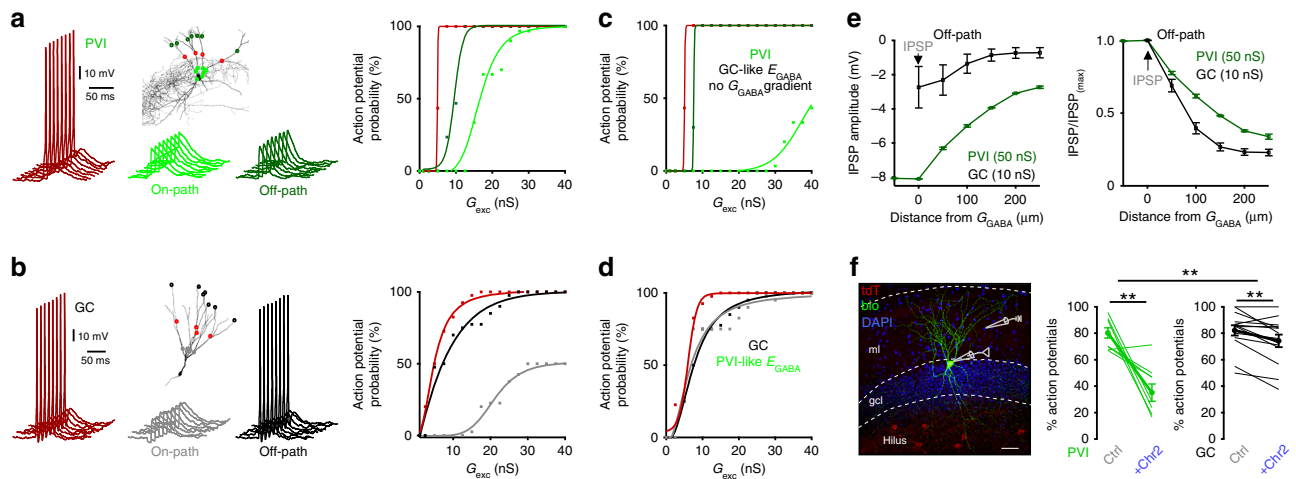 a
PVI
10 mV
50 ms
On-path
Off-path
Action potential
probability (%)
100
50
0
0 10 20 30 40
Gexc (nS)
b
GC
10 mV
50 ms
On-path
Off-path
Action potential
probability (%)
100
50
0
0 10 20 30 40
Gexc (nS)
c
Action potential
probability (%)
100
50
0
PVI
GC-like EGABA
no GGABA gradient
0 10 20 30 40
Gexc (nS)
d
Action potential
probability (%)
100
50
0
GC
PVI-like EGABA
0 10 20 30 40
Gexc (nS)
e
IPSP amplitude (mV)
0
−2
−4
−6
−8
Off-path
IPSP
PVI (50 nS)
GC (10 nS)
0 100 200
Distance from GGABA (μm)
IPSP/IPSP(max)
1.0
0.5
0
Off-path
PVI (50 nS)
GC (10 nS)
IPSP
0 100 200
Distance from GGABA (μm)
f
tdT
bio
DAPI
ml
gcl
Hilus
**
**
**
% action potentials
100
80
60
40
20
0
PVI
Ctrl
+Chr2
% action potentials
100
80
60
40
20
0
GC
Ctrl
+Chr2